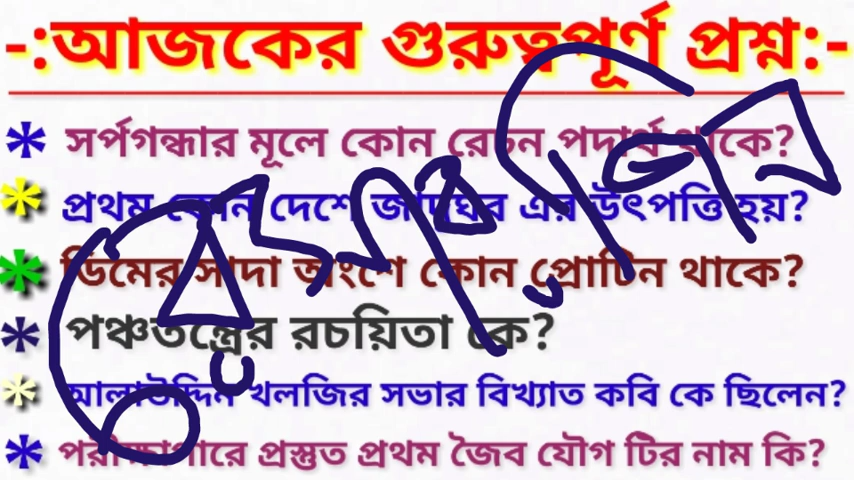 -:আজকের গুরুত্বপূর্ণ প্রশ্ন:-
* সর্পগন্ধার মূলে কোন রেচন পদার্থ থাকে?
* প্রথম কোন দেশে জাদুঘর এর উৎপত্তি হয়?
* ডিমের সাদা অংশে কোন প্রোটিন থাকে?
* পঞ্চতন্ত্রের রচয়িতা কে?
* আলাউদ্দিন খলজির সভার বিখ্যাত কবি কে ছিলেন?
* পরীক্ষাগারে প্রস্তুত প্রথম জৈব যৌগ টির নাম কি?